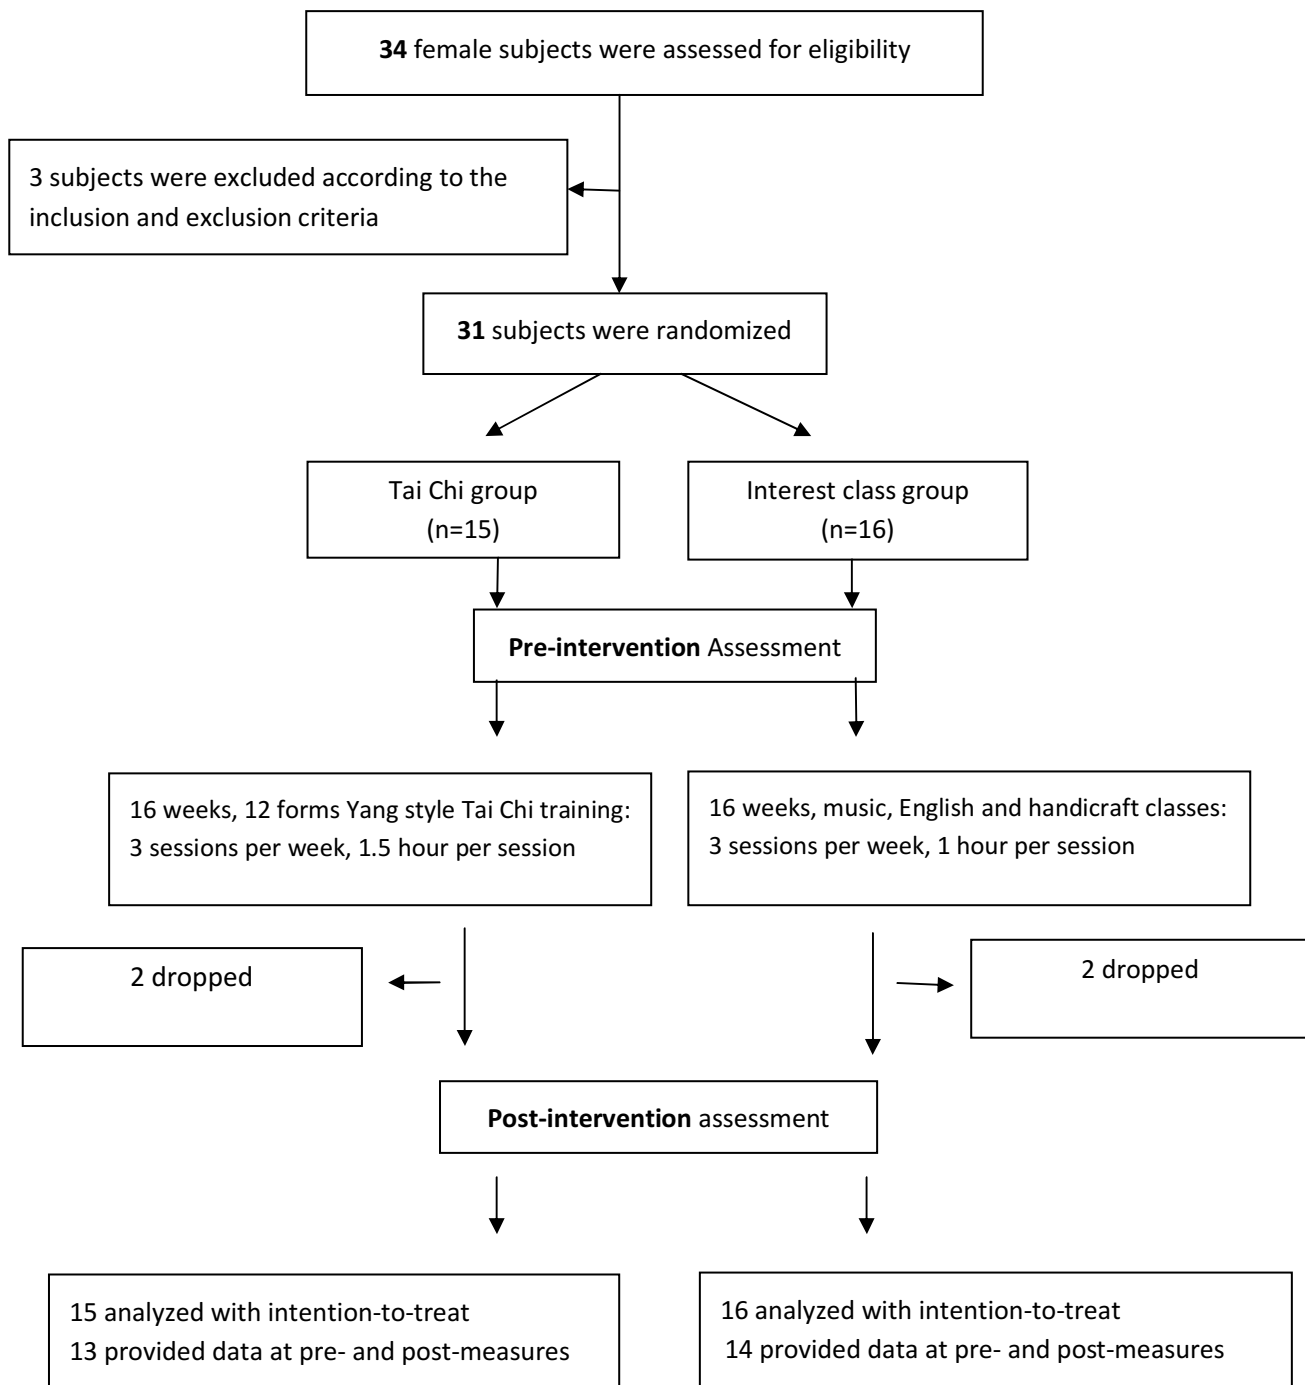 34 female subjects were assessed for eligibility
3 subjects were excluded according to the
inclusion and exclusion criteria
31 subjects were randomized
Tai Chi group
(n=15)
Interest class group
(n=16)
Pre-intervention Assessment
16 weeks, 12 forms Yang style Tai Chi training:
3 sessions per week, 1.5 hour per session
16 weeks, music, English and handicraft classes:
3 sessions per week, 1 hour per session
2 dropped
2 dropped
Post-intervention assessment
15 analyzed with intention-to-treat
13 provided data at pre- and post-measures
16 analyzed with intention-to-treat
14 provided data at pre- and post-measures